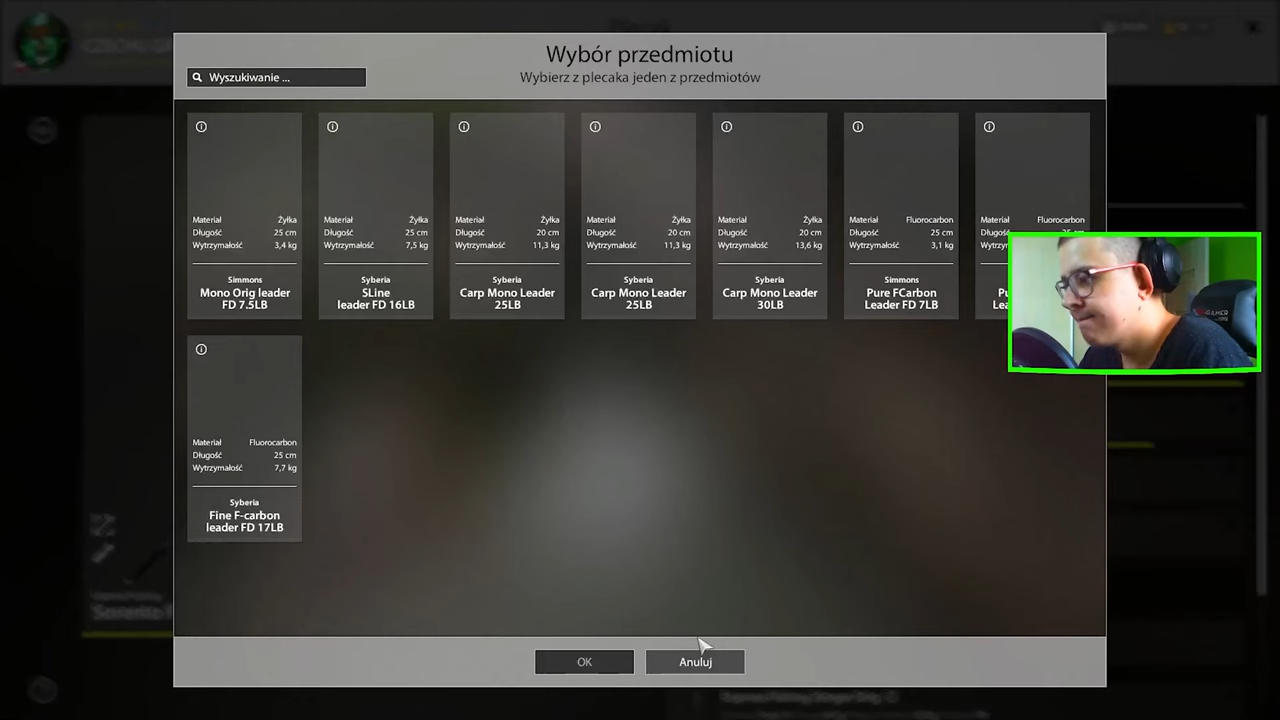 Wybór przedmiotu
Wybierz z plecaka jeden z przedmiotów
Wyszukiwanie ...
Materiał Żyłka
Długość 25 cm
Wytrzymałość 3,4 kg
Simmons
Mono Orig leader
FD 7.5LB
Materiał Żyłka
Długość 25 cm
Wytrzymałość 7,5 kg
Syberia
SLine
leader FD 16LB
Materiał Żyłka
Długość 20 cm
Wytrzymałość 11,3 kg
Syberia
Carp Mono Leader
25LB
Materiał Żyłka
Długość 20 cm
Wytrzymałość 11,3 kg
Syberia
Carp Mono Leader
25LB
Materiał Żyłka
Długość 20 cm
Wytrzymałość 13,6 kg
Syberia
Carp Mono Leader
30LB
Materiał Fluorocarbon
Długość 25 cm
Wytrzymałość 3,1 kg
Simmons
Pure FCarbon
Leader FD 7LB
Materiał Fluorocarbon
Długość
Materiał Fluorocarbon
Długość 25 cm
Wytrzymałość 7,7 kg
Syberia
Fine F-carbon
leader FD 17LB
OK
Anuluj